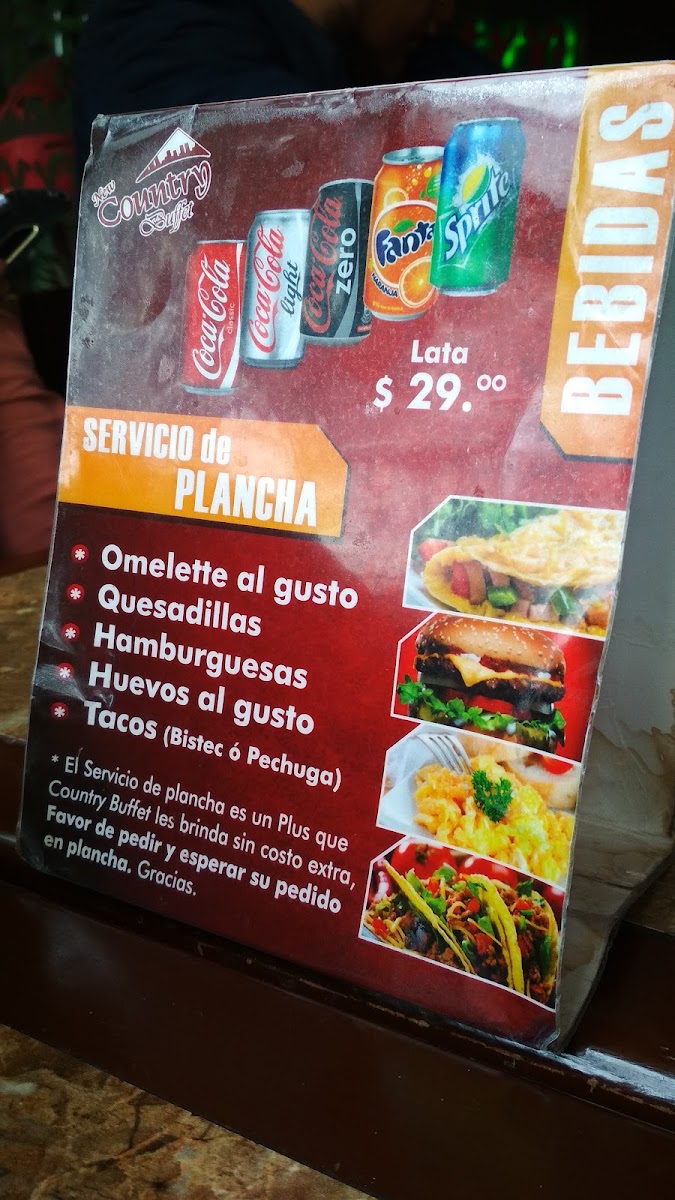 New
Country
Buffet
Coca-Cola
classic
Coca-Cola
light
Coca-Cola
zero
Fanta
NARANJA
Sprite
BEBIDAS
Lata
$ 29.00
SERVICIO de
PLANCHA
* Omelette al gusto
* Quesadillas
* Hamburguesas
* Huevos al gusto
* Tacos (Bistec ó Pechuga)
* El Servicio de plancha es un Plus que
Country Buffet les brinda sin costo extra,
Favor de pedir y esperar su pedido
en plancha. Gracias.